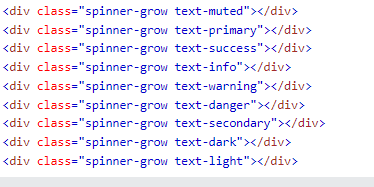 <div class="spinner-grow text-muted"></div>
<div class="spinner-grow text-primary"></div>
<div class="spinner-grow text-success"></div>
<div class="spinner-grow text-info"></div>
<div class="spinner-grow text-warning"></div>
<div class="spinner-grow text-danger"></div>
<div class="spinner-grow text-secondary"></div>
<div class="spinner-grow text-dark"></div>
<div class="spinner-grow text-light"></div>